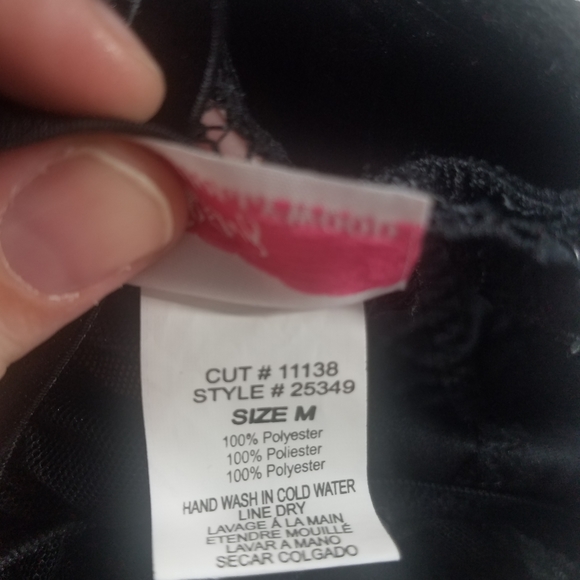 CUT # 11138
STYLE # 25349
SIZE M
100% Polyester
100% Poliester
100% Polyester
HAND WASH IN COLD WATER
LINE DRY
LAVAGE À LA MAIN
ETENDRE MOUILLÉ
LAVAR A MANO
SECAR COLGADO